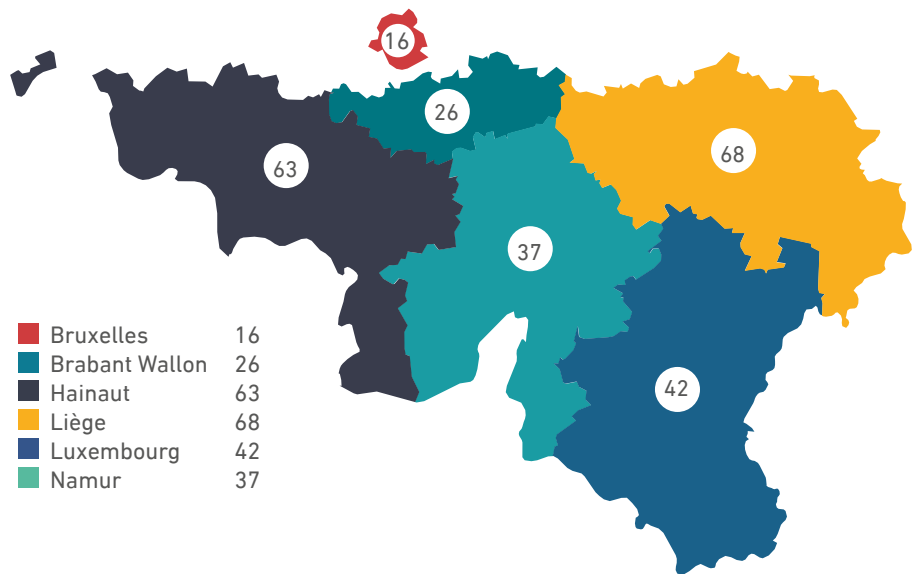 16
26
68
63
37
42
Bruxelles 16
Brabant Wallon 26
Hainaut 63
Liège 68
Luxembourg 42
Namur 37